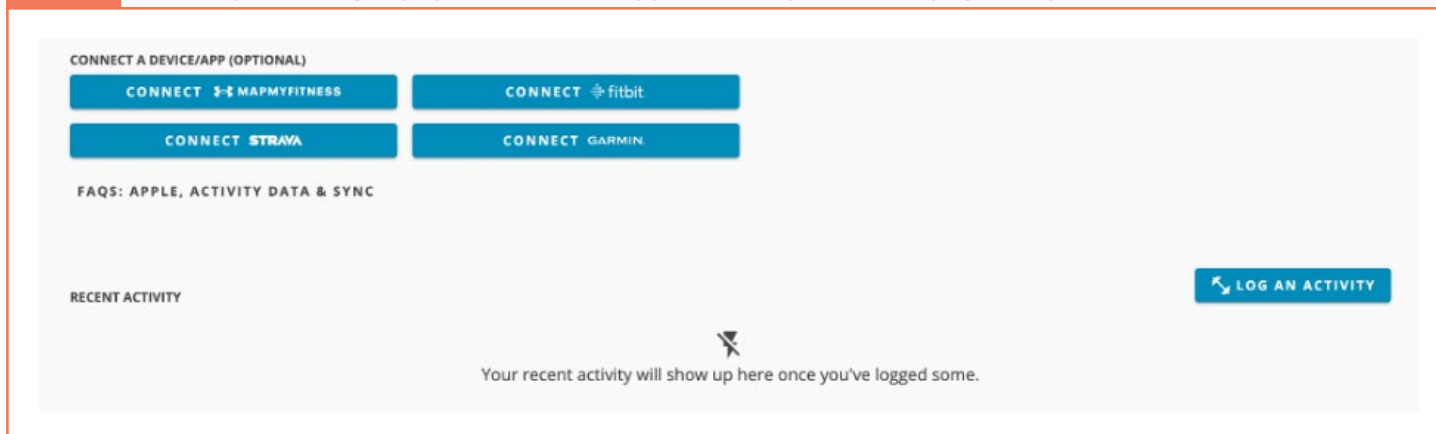 CONNECT A DEVICE/APP (OPTIONAL)
CONNECT MAPMYFITNESS
CONNECT fitbit
CONNECT STRAVA
CONNECT GARMIN
FAQS: APPLE, ACTIVITY DATA & SYNC
LOG AN ACTIVITY
RECENT ACTIVITY
Your recent activity will show up here once you've logged some.